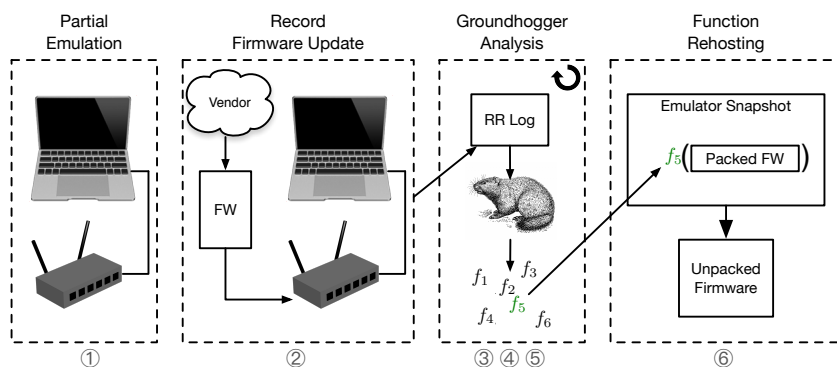 Partial
Emulation
Record
Firmware Update
Groundhogger
Analysis
Function
Rehosting
Vendor
FW
RR Log
f1
f2
f3
f4
f5
f6
Emulator Snapshot
f5( Packed FW )
Unpacked
Firmware
①
②
③ ④ ⑤
⑥